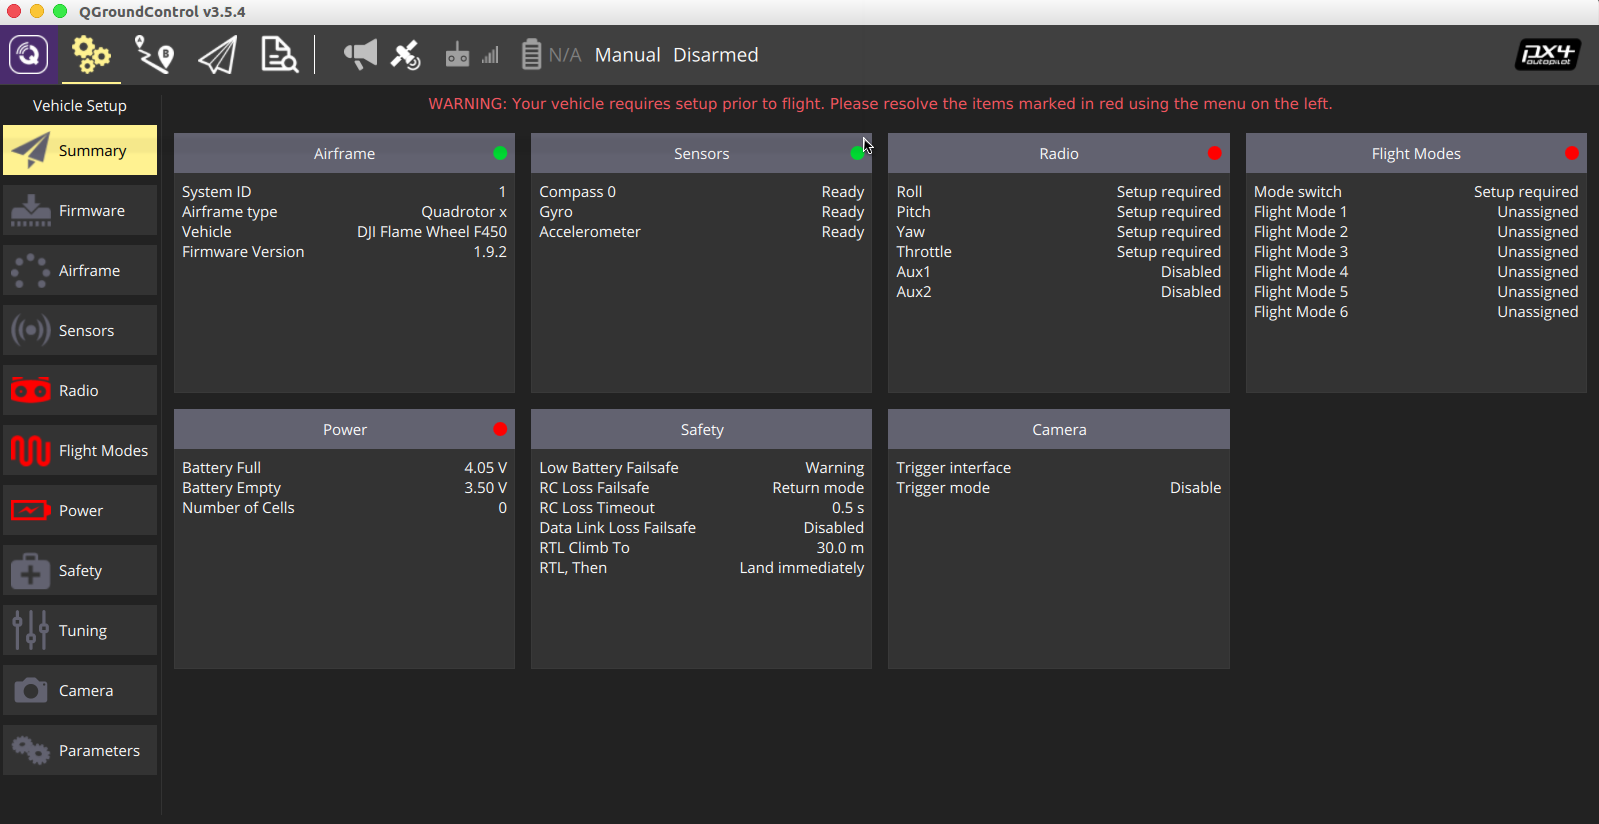 QGroundControl v3.5.4
N/A Manual Disarmed
px4
autopilot
Vehicle Setup
WARNING: Your vehicle requires setup prior to flight. Please resolve the items marked in red using the menu on the left.
Summary
Firmware
Airframe
Sensors
Radio
Flight Modes
Power
Safety
Tuning
Camera
Parameters
Airframe
System ID 1
Airframe type Quadrotor x
Vehicle DJI Flame Wheel F450
Firmware Version 1.9.2
Sensors
Compass 0 Ready
Gyro Ready
Accelerometer Ready
Radio
Roll Setup required
Pitch Setup required
Yaw Setup required
Throttle Setup required
Aux1 Disabled
Aux2 Disabled
Flight Modes
Mode switch Setup required
Flight Mode 1 Unassigned
Flight Mode 2 Unassigned
Flight Mode 3 Unassigned
Flight Mode 4 Unassigned
Flight Mode 5 Unassigned
Flight Mode 6 Unassigned
Power
Battery Full 4.05 V
Battery Empty 3.50 V
Number of Cells 0
Safety
Low Battery Failsafe Warning
RC Loss Failsafe Return mode
RC Loss Timeout 0.5 s
Data Link Loss Failsafe Disabled
RTL Climb To 30.0 m
RTL, Then Land immediately
Camera
Trigger interface
Trigger mode Disable